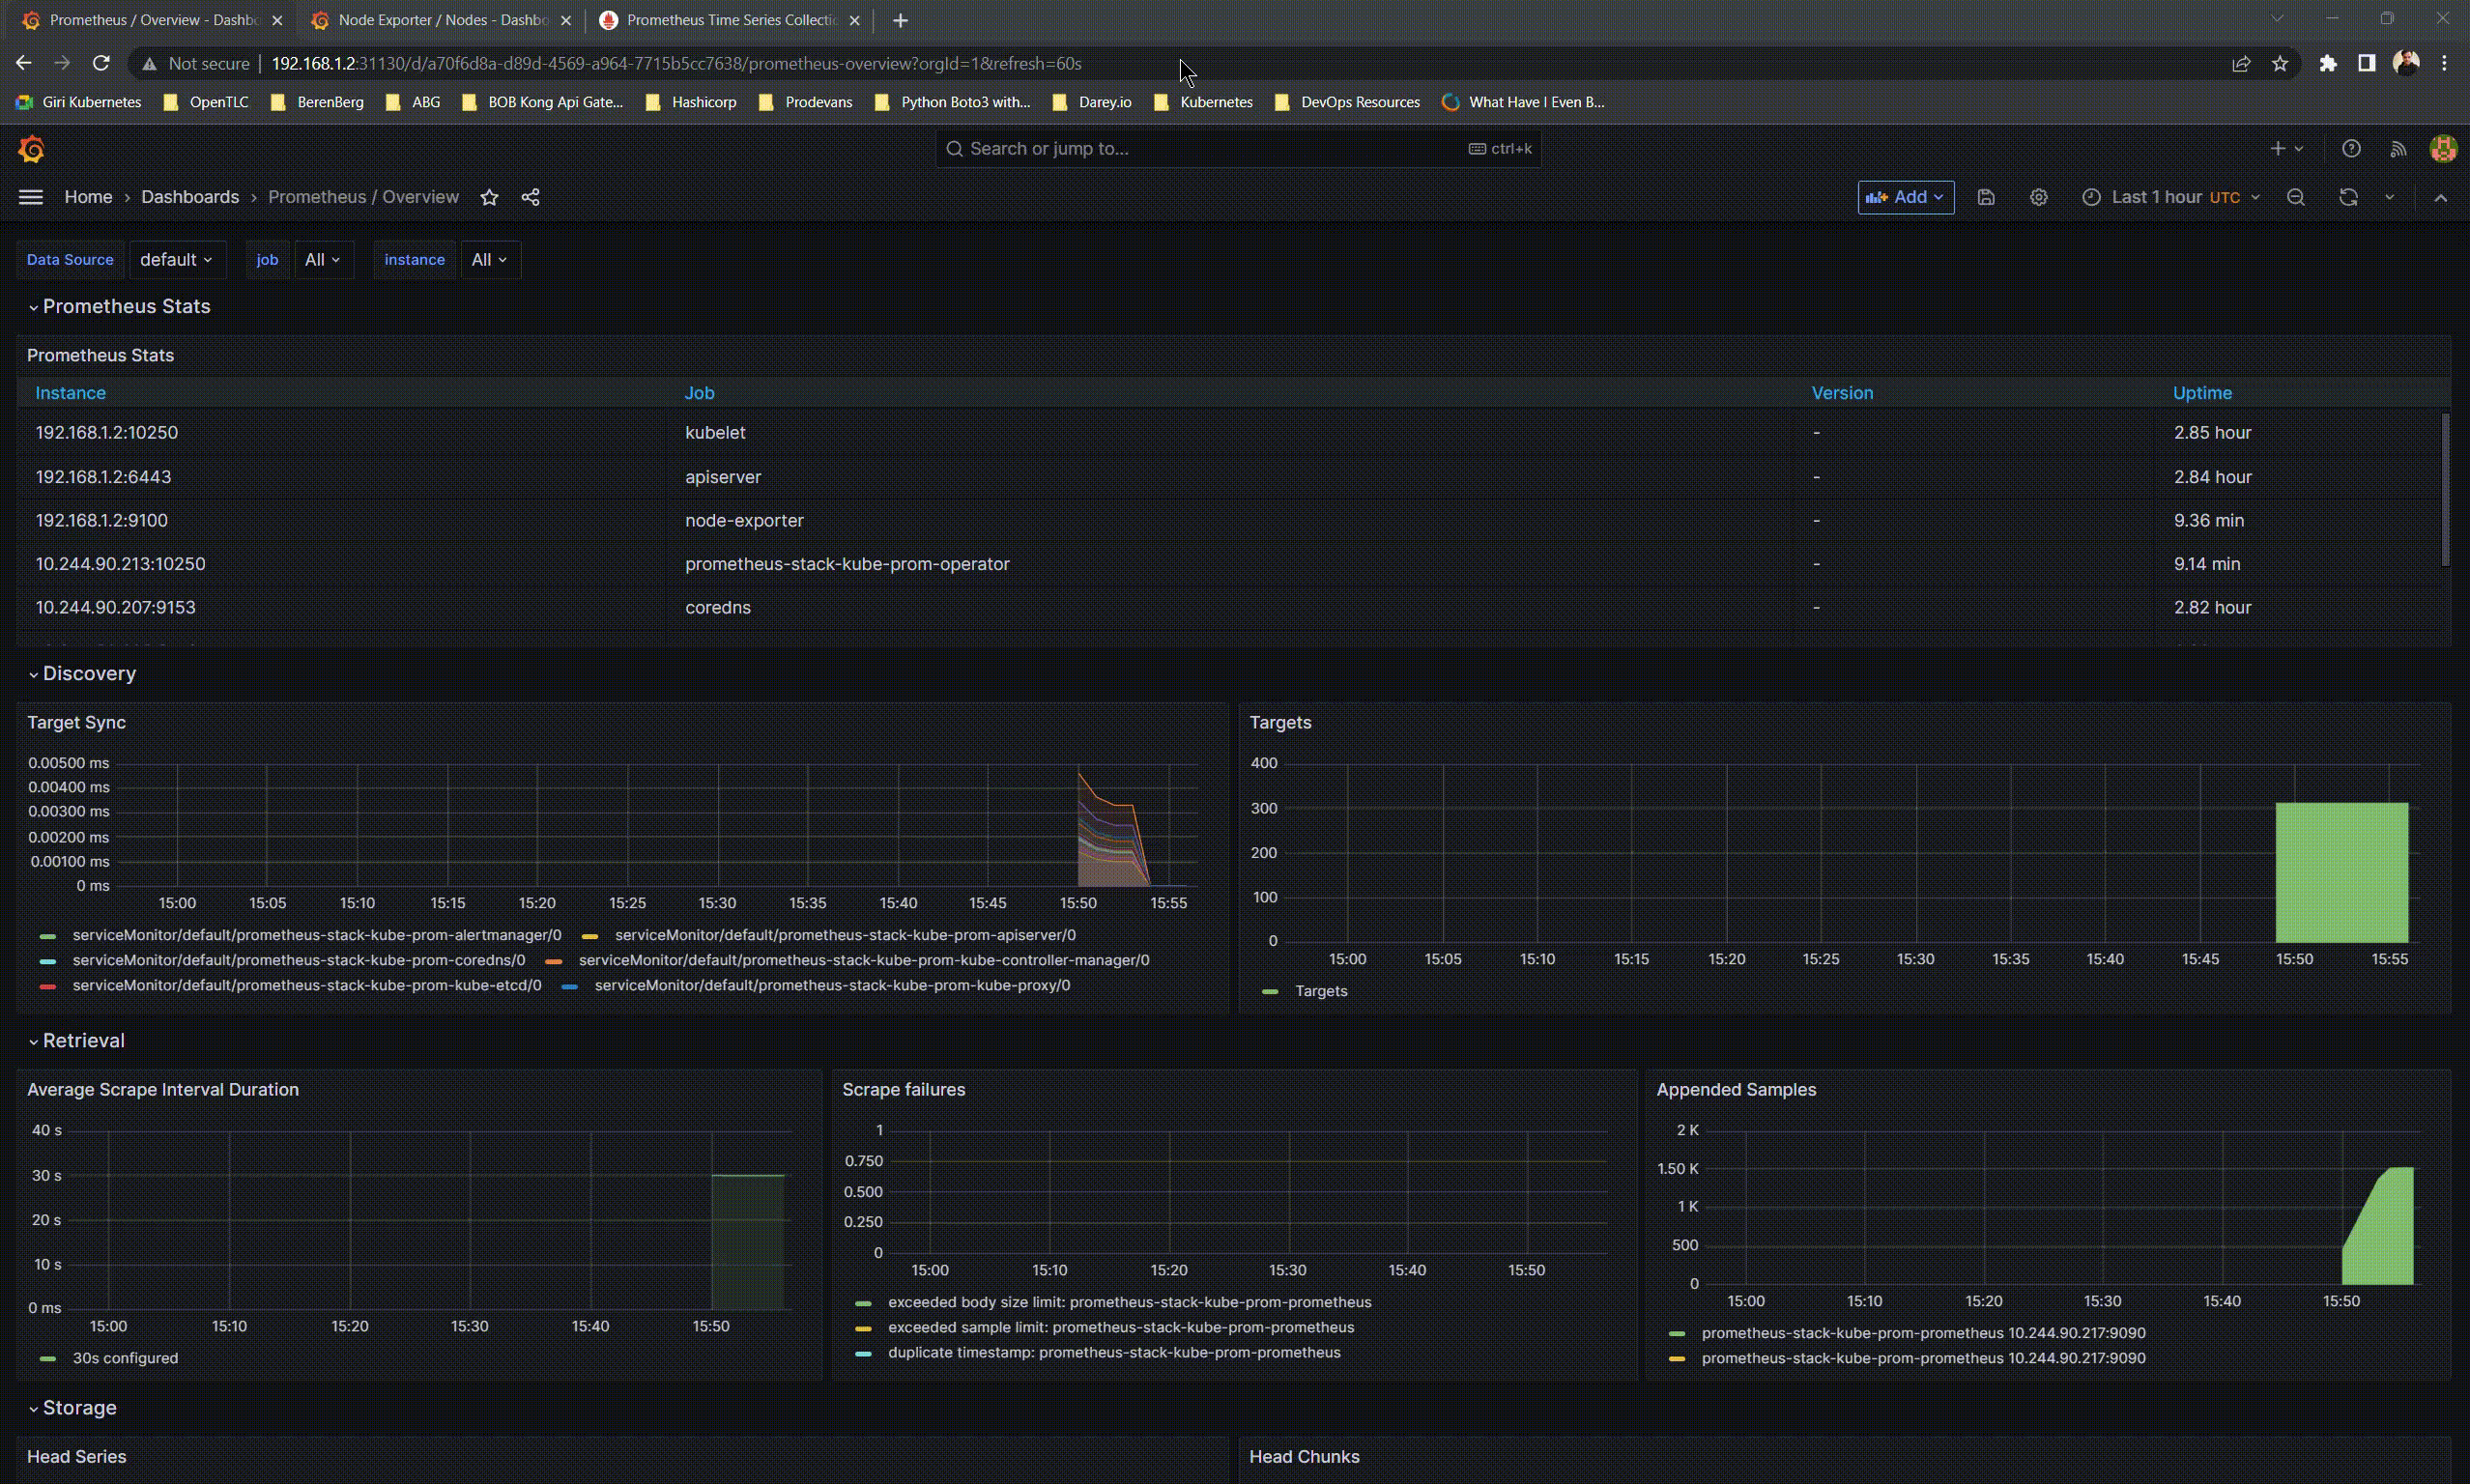 Prometheus / Overview - Dashbo
Node Exporter / Nodes - Dashbo
Prometheus Time Series Collectio
Not secure
192.168.1.2:31130/d/a70f6d8a-d89d-4569-a964-7715b5cc7638/prometheus-overview?orgId=1&refresh=60s
Giri Kubernetes
OpenTLC
BerenBerg
ABG
BOB Kong Api Gate...
Hashicorp
Prodevans
Python Boto3 with...
Darey.io
Kubernetes
DevOps Resources
What Have I Even B...
Search or jump to...
ctrl+k
Home › Dashboards › Prometheus / Overview
Add
Last 1 hour UTC
Data Source default
job All
instance All
Prometheus Stats
Prometheus Stats
Instance Job Version Uptime
192.168.1.2:10250 kubelet - 2.85 hour
192.168.1.2:6443 apiserver - 2.84 hour
192.168.1.2:9100 node-exporter - 9.36 min
10.244.90.213:10250 prometheus-stack-kube-prom-operator - 9.14 min
10.244.90.207:9153 coredns - 2.82 hour
Discovery
Target Sync
0.00500 ms
0.00400 ms
0.00300 ms
0.00200 ms
0.00100 ms
0 ms
15:00 15:05 15:10 15:15 15:20 15:25 15:30 15:35 15:40 15:45 15:50 15:55
serviceMonitor/default/prometheus-stack-kube-prom-alertmanager/0 serviceMonitor/default/prometheus-stack-kube-prom-apiserver/0
serviceMonitor/default/prometheus-stack-kube-prom-coredns/0 serviceMonitor/default/prometheus-stack-kube-prom-kube-controller-manager/0
serviceMonitor/default/prometheus-stack-kube-prom-kube-etcd/0 serviceMonitor/default/prometheus-stack-kube-prom-kube-proxy/0
Targets
400
300
200
100
0
15:00 15:05 15:10 15:15 15:20 15:25 15:30 15:35 15:40 15:45 15:50 15:55
Targets
Retrieval
Average Scrape Interval Duration
40 s
30 s
20 s
10 s
0 ms
15:00 15:10 15:20 15:30 15:40 15:50
30s configured
Scrape failures
1
0.750
0.500
0.250
0
15:00 15:10 15:20 15:30 15:40 15:50
exceeded body size limit: prometheus-stack-kube-prom-prometheus
exceeded sample limit: prometheus-stack-kube-prom-prometheus
duplicate timestamp: prometheus-stack-kube-prom-prometheus
Appended Samples
2 K
1.50 K
1 K
500
0
15:00 15:10 15:20 15:30 15:40 15:50
prometheus-stack-kube-prom-prometheus 10.244.90.217:9090
prometheus-stack-kube-prom-prometheus 10.244.90.217:9090
Storage
Head Series
Head Chunks